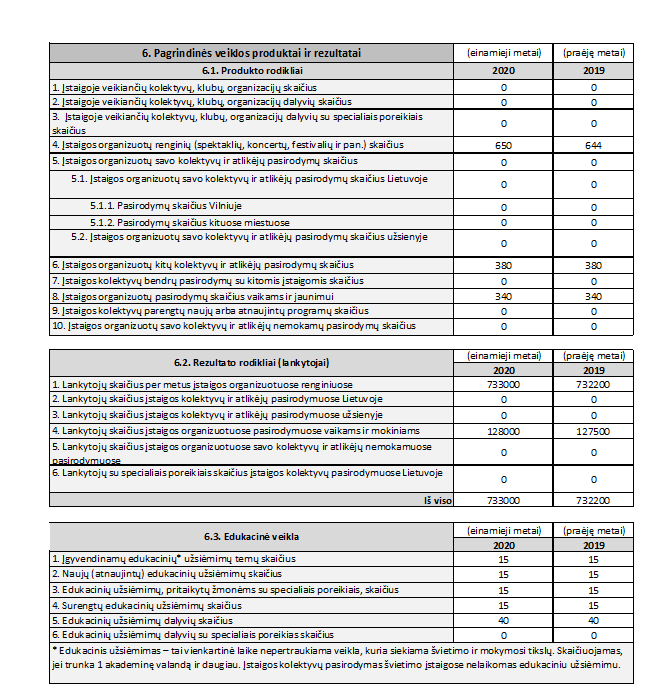 6. Pagrindinės veiklos produktai ir rezultatai (einamieji metai) (praėję metai)
6.1. Produkto rodikliai 2020 2019
1. Įstaigoje veikiančių kolektyvų, klubų, organizacijų skaičius 0 0
2. Įstaigoje veikiančių kolektyvų, klubų, organizacijų dalyvių skaičius 0 0
3. Įstaigoje veikiančių kolektyvų, klubų, organizacijų dalyvių su specialiais poreikiais
skaičius 0 0
4. Įstaigos organizuotų renginių (spektaklių, koncertų, festivalių ir pan.) skaičius 650 644
5. Įstaigos organizuotų savo kolektyvų ir atlikėjų pasirodymų skaičius 0 0
5.1. Įstaigos organizuotų savo kolektyvų ir atlikėjų pasirodymų skaičius Lietuvoje 0 0
5.1.1. Pasirodymų skaičius Vilniuje 0 0
5.1.2. Pasirodymų skaičius kituose miestuose 0 0
5.2. Įstaigos organizuotų savo kolektyvų ir atlikėjų pasirodymų skaičius užsienyje 0 0
6. Įstaigos organizuotų kitų kolektyvų ir atlikėjų pasirodymų skaičius 380 380
7. Įstaigos kolektyvų bendrų pasirodymų su kitomis įstaigomis skaičius 0 0
8. Įstaigos organizuotų pasirodymų skaičius vaikams ir jaunimui 340 340
9. Įstaigos kolektyvų parengtų naujų arba atnaujintų programų skaičius 0 0
10. Įstaigos organizuotų savo kolektyvų ir atlikėjų nemokamų pasirodymų skaičius 0 0
6.2. Rezultato rodikliai (lankytojai) (einamieji metai) (praėję metai)
2020 2019
1. Lankytojų skaičius per metus įstaigos organizuotuose renginiuose 733000 732200
2. Lankytojų skaičius įstaigos kolektyvų ir atlikėjų pasirodymuose Lietuvoje 0 0
3. Lankytojų skaičius įstaigos kolektyvų ir atlikėjų pasirodymuose užsienyje 0 0
4. Lankytojų skaičius įstaigos organizuotuose pasirodymuose vaikams ir mokiniams 128000 127500
5. Lankytojų skaičius įstaigos organizuotuose savo kolektyvų ir atlikėjų nemokamuose
pasirodymuose 0 0
6. Lankytojų su specialiais poreikiais skaičius įstaigos kolektyvų pasirodymuose Lietuvoje 0 0
Iš viso 733000 732200
6.3. Edukacinė veikla (einamieji metai) (praėję metai)
2020 2019
1. Įgyvendinamų edukacinių* užsiėmimų temų skaičius 15 15
2. Naujų (atnaujintų) edukacinių užsiėmimų skaičius 15 15
3. Edukacinių užsiėmimų, pritaikytų žmonėms su specialiais poreikiais, skaičius 15 15
4. Surengtų edukacinių užsiėmimų skaičius 15 15
5. Edukacinių užsiėmimų dalyvių skaičius 40 40
6. Edukacinių užsiėmimų dalyvių su specialiais poreikias skaičius 0 0
* Edukacinis užsiėmimas – tai vienkartinė laike nepertraukiama veikla, kuria siekiama švietimo ir mokymosi tikslų. Skaičiuojamas,
jei trunka 1 akademinę valandą ir daugiau. Įstaigos kolektyvų pasirodymas švietimo įstaigose nelaikomas edukaciniu užsiėmimu.